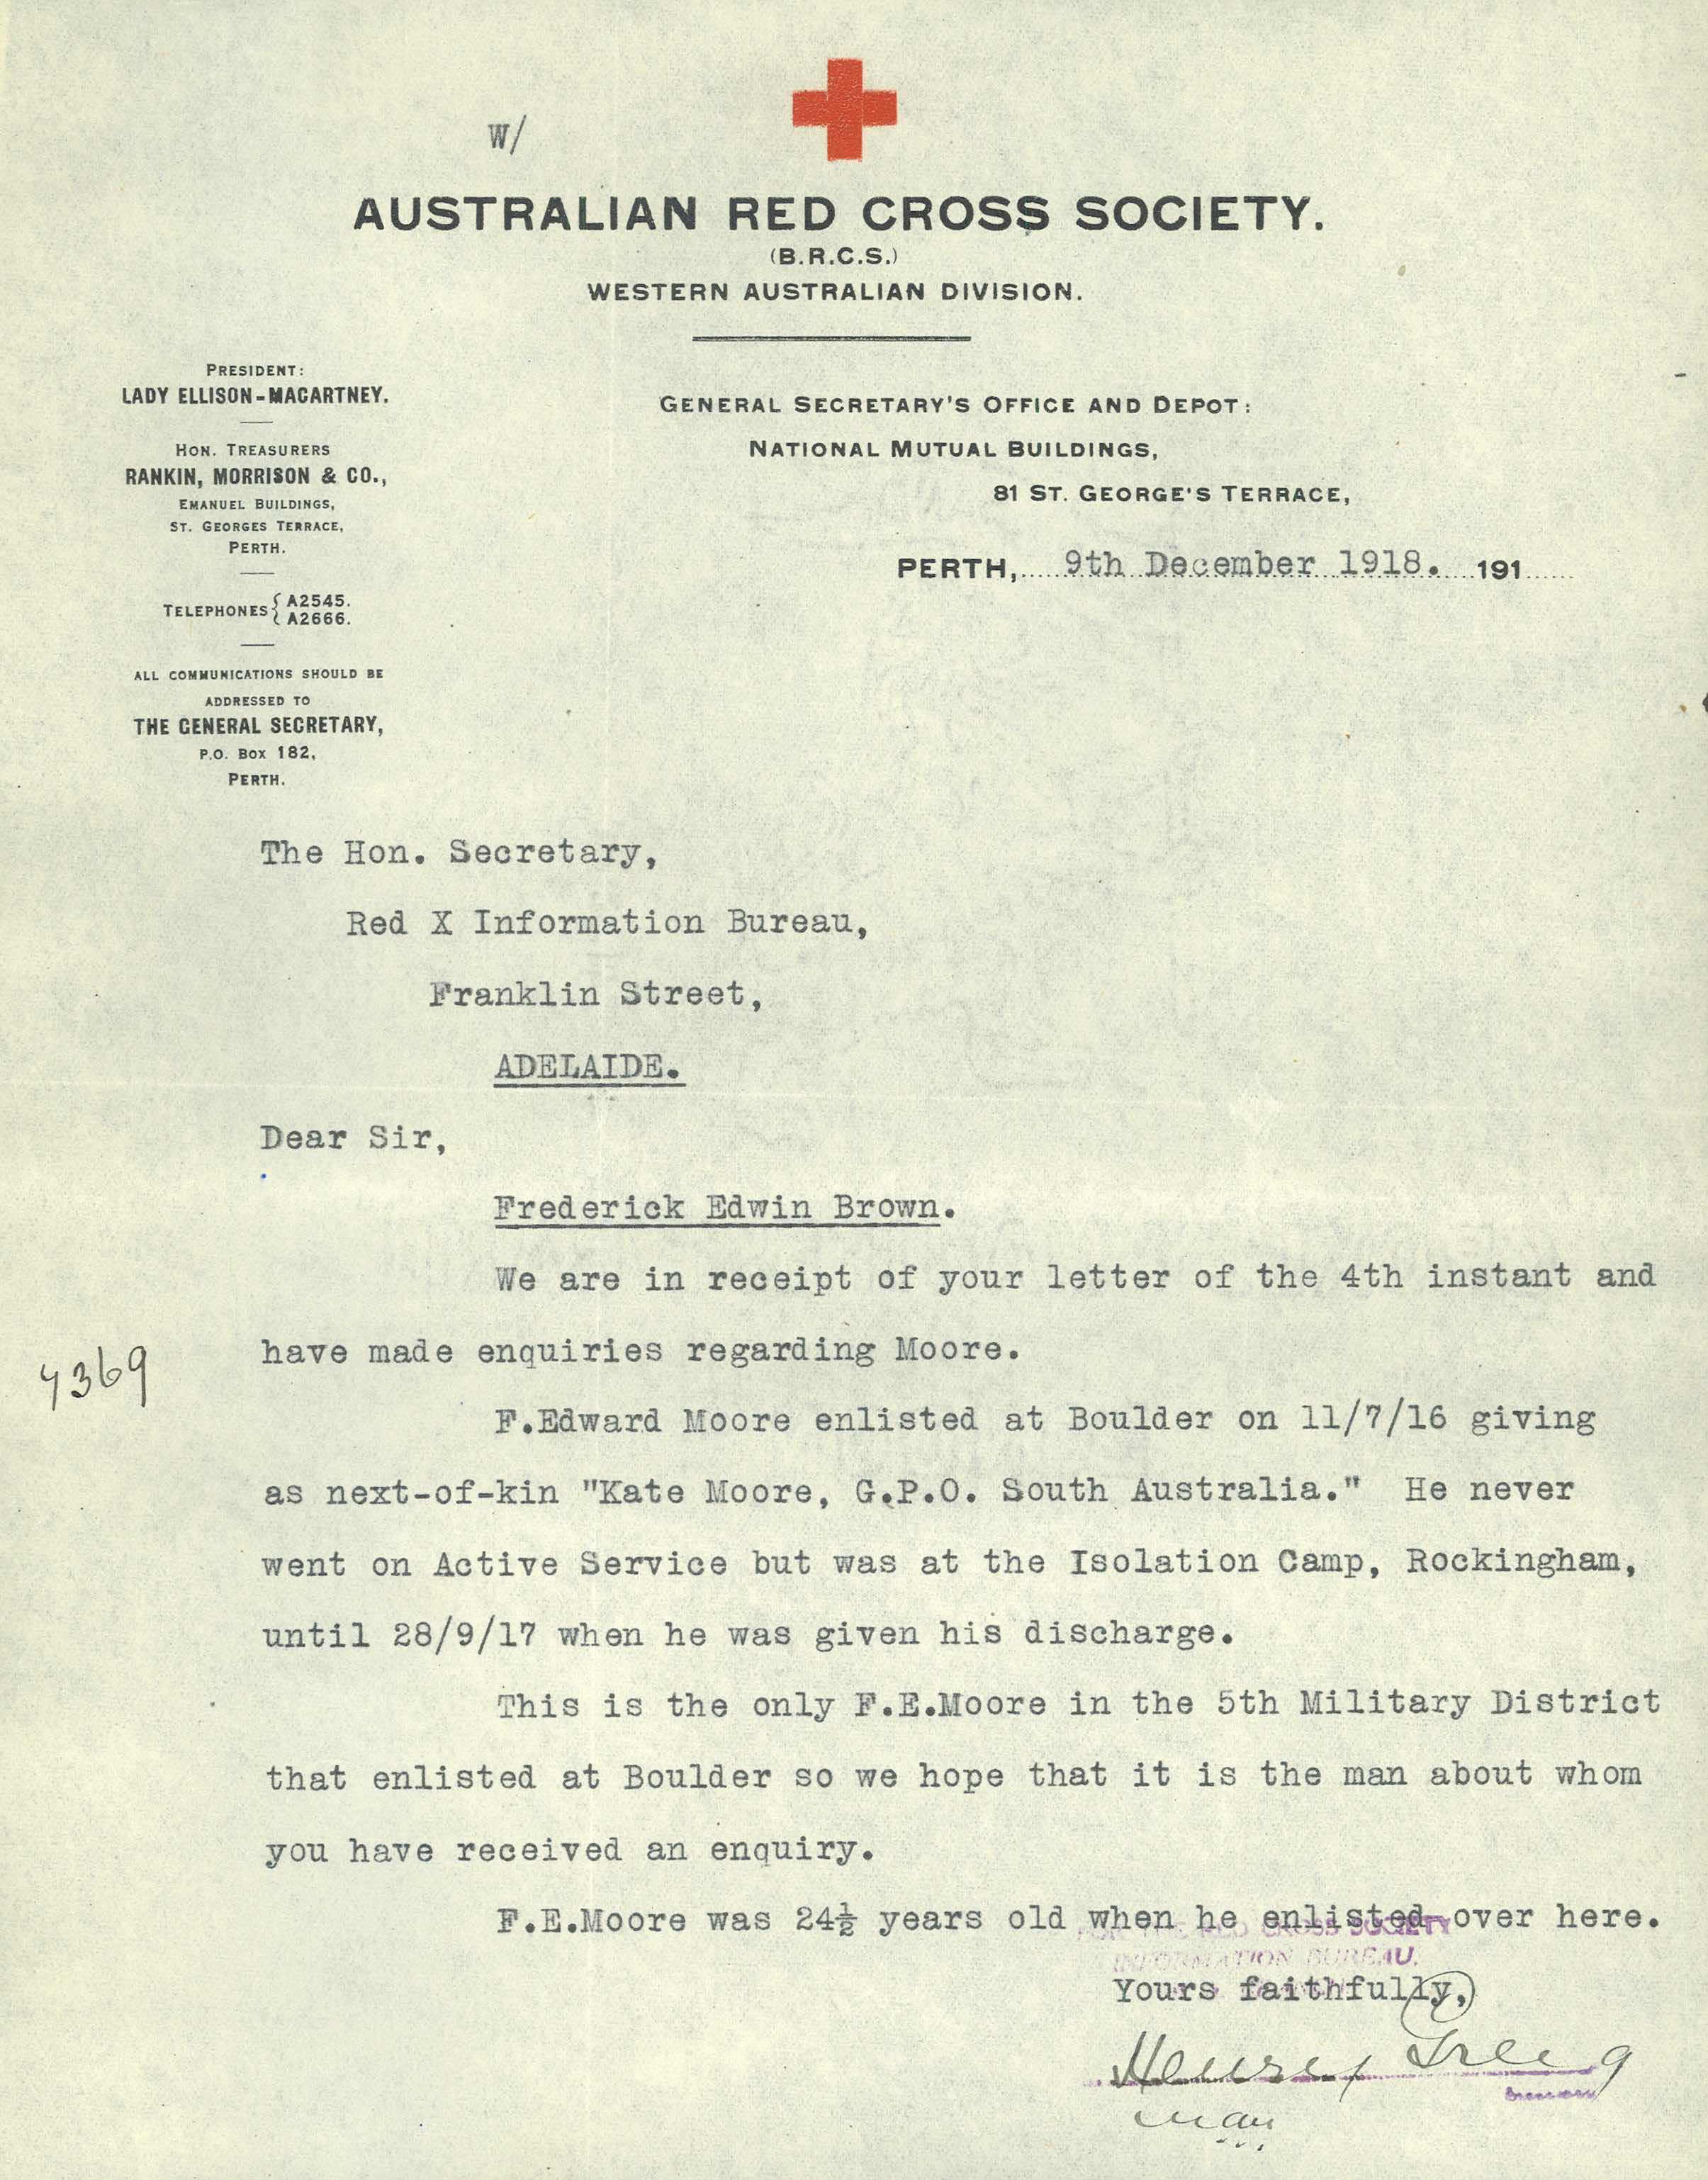 W/
AUSTRALIAN RED CROSS SOCIETY.
(B.R.C.S.)
WESTERN AUSTRALIAN DIVISION.
PRESIDENT:
LADY ELLISON-MACARTNEY.
HON. TREASURERS
RANKIN, MORRISON & CO.,
EMANUEL BUILDINGS,
ST. GEORGES TERRACE,
PERTH.
TELEPHONES { A2545.
A2666.
ALL COMMUNICATIONS SHOULD BE
ADDRESSED TO
THE GENERAL SECRETARY,
P.O. BOX 182,
PERTH.
GENERAL SECRETARY'S OFFICE AND DEPOT:
NATIONAL MUTUAL BUILDINGS,
81 ST. GEORGE'S TERRACE,
PERTH, 9th December 1918. 191
The Hon. Secretary,
Red X Information Bureau,
Franklin Street,
ADELAIDE.
Dear Sir,
Frederick Edwin Brown.
We are in receipt of your letter of the 4th instant and
have made enquiries regarding Moore.
4369
F.Edward Moore enlisted at Boulder on 11/7/16 giving
as next-of-kin "Kate Moore, G.P.O. South Australia." He never
went on Active Service but was at the Isolation Camp, Rockingham,
until 28/9/17 when he was given his discharge.
This is the only F.E.Moore in the 5th Military District
that enlisted at Boulder so we hope that it is the man about whom
you have received an enquiry.
F.E.Moore was 24½ years old when he enlisted over here.
FOR THE RED CROSS SOCIETY
INFORMATION BUREAU.
Yours faithfully,